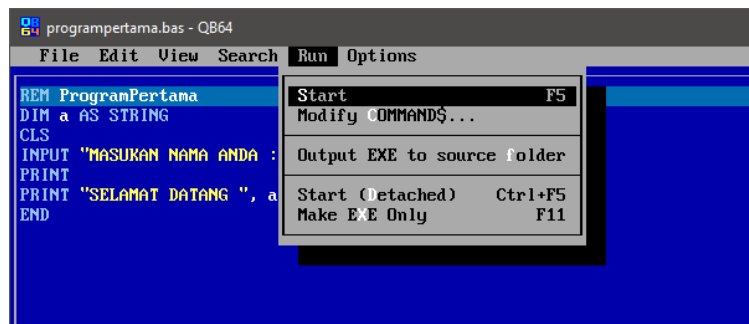 QB64 programpertama.bas - QB64
File Edit View Search Run Options
REM ProgramPertama
DIM a AS STRING
CLS
INPUT "MASUKAN NAMA ANDA :
PRINT
PRINT "SELAMAT DATANG ", a
END
Start F5
Modify COMMAND$...
Output EXE to source folder
Start (Detached) Ctrl+F5
Make EXE Only F11